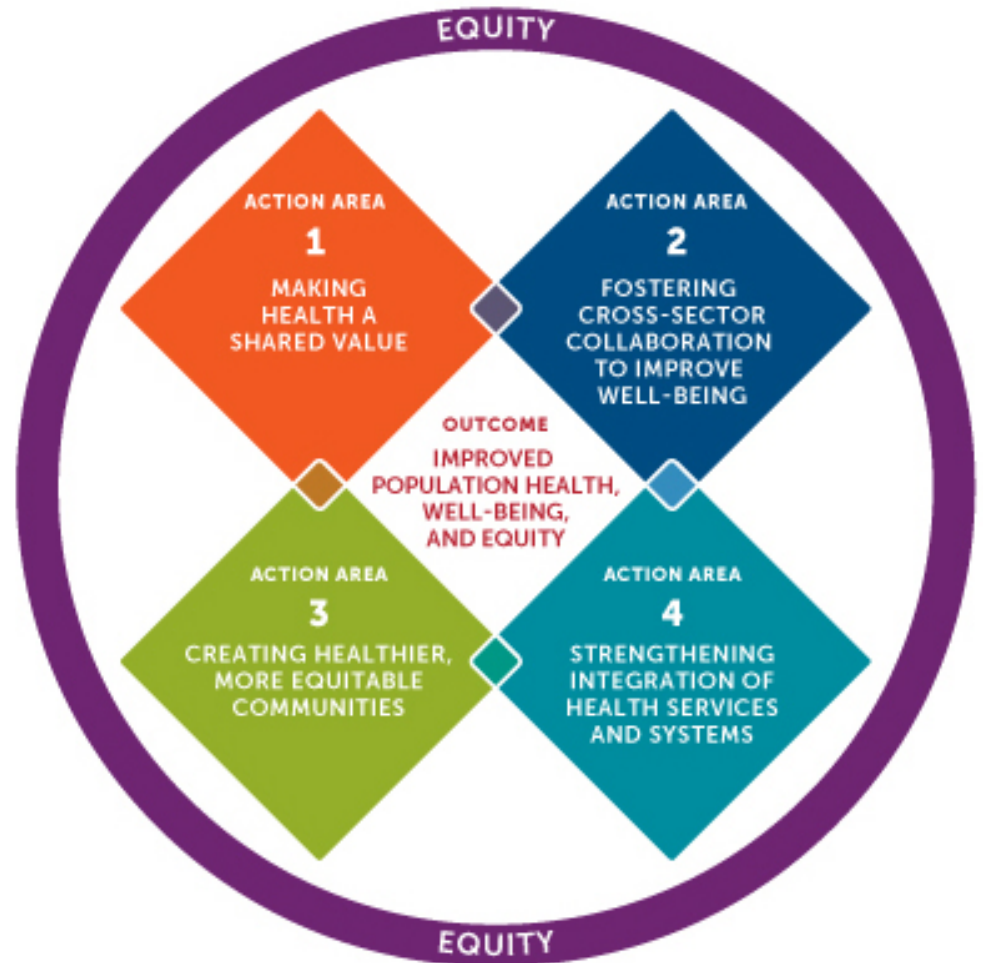 EQUITY
ACTION AREA
1
MAKING
HEALTH A
SHARED VALUE
ACTION AREA
2
FOSTERING
CROSS-SECTOR
COLLABORATION
TO IMPROVE
WELL-BEING
OUTCOME
IMPROVED
POPULATION HEALTH,
WELL-BEING,
AND EQUITY
ACTION AREA
3
CREATING HEALTHIER,
MORE EQUITABLE
COMMUNITIES
ACTION AREA
4
STRENGTHENING
INTEGRATION OF
HEALTH SERVICES
AND SYSTEMS
EQUITY